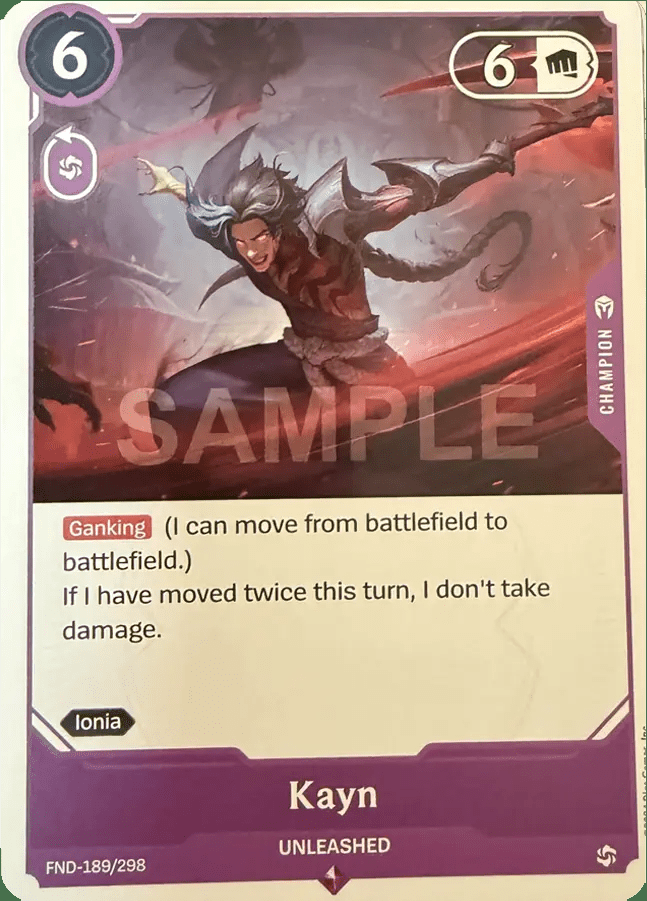 6
6
CHAMPION
SAMPLE
Ganking (I can move from battlefield to
battlefield.)
If I have moved twice this turn, I don't take
damage.
Ionia
Kayn
UNLEASHED
FND-189/298